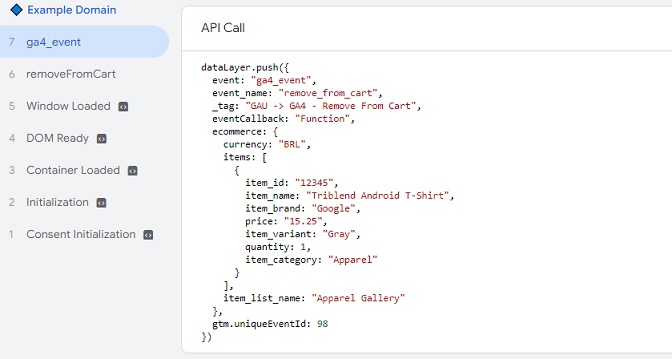 Example Domain
7 ga4_event
6 removeFromCart
5 Window Loaded
4 DOM Ready
3 Container Loaded
2 Initialization
1 Consent Initialization
API Call
dataLayer.push({
  event: "ga4_event",
  event_name: "remove_from_cart",
  _tag: "GAU -> GA4 - Remove From Cart",
  eventCallback: "Function",
  ecommerce: {
    currency: "BRL",
    items: [
      {
        item_id: "12345",
        item_name: "Triblend Android T-Shirt",
        item_brand: "Google",
        price: "15.25",
        item_variant: "Gray",
        quantity: 1,
        item_category: "Apparel"
      }
    ],
    item_list_name: "Apparel Gallery"
  },
  gtm.uniqueEventId: 98
})